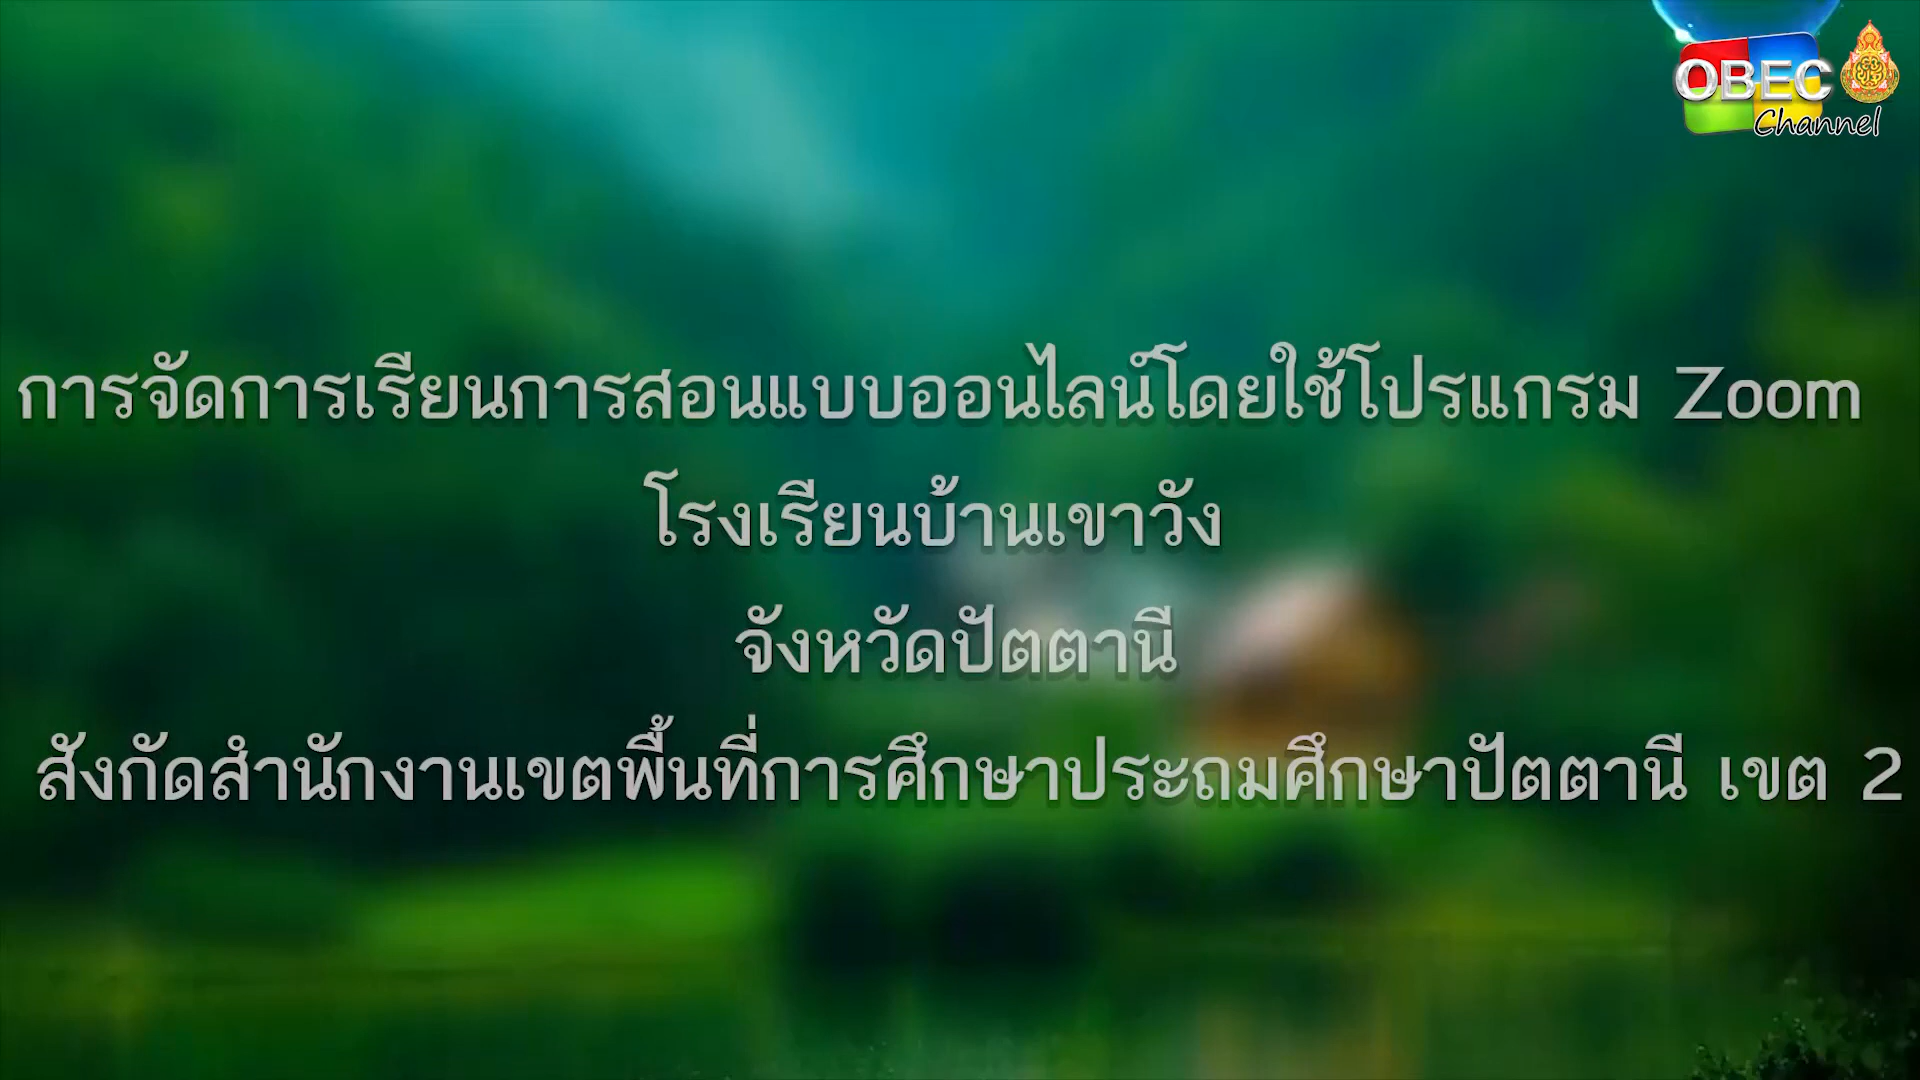 OBEC
Channel
การจัดการเรียนการสอนแบบออนไลน์โดยใช้โปรแกรม Zoom
โรงเรียนบ้านเขาวัง
จังหวัดปัตตานี
สังกัดสำนักงานเขตพื้นที่การศึกษาประถมศึกษาปัตตานี เขต 2